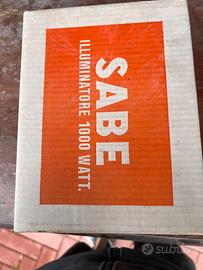 SABE
ILLUMINATORE 1000 WATT.
subito